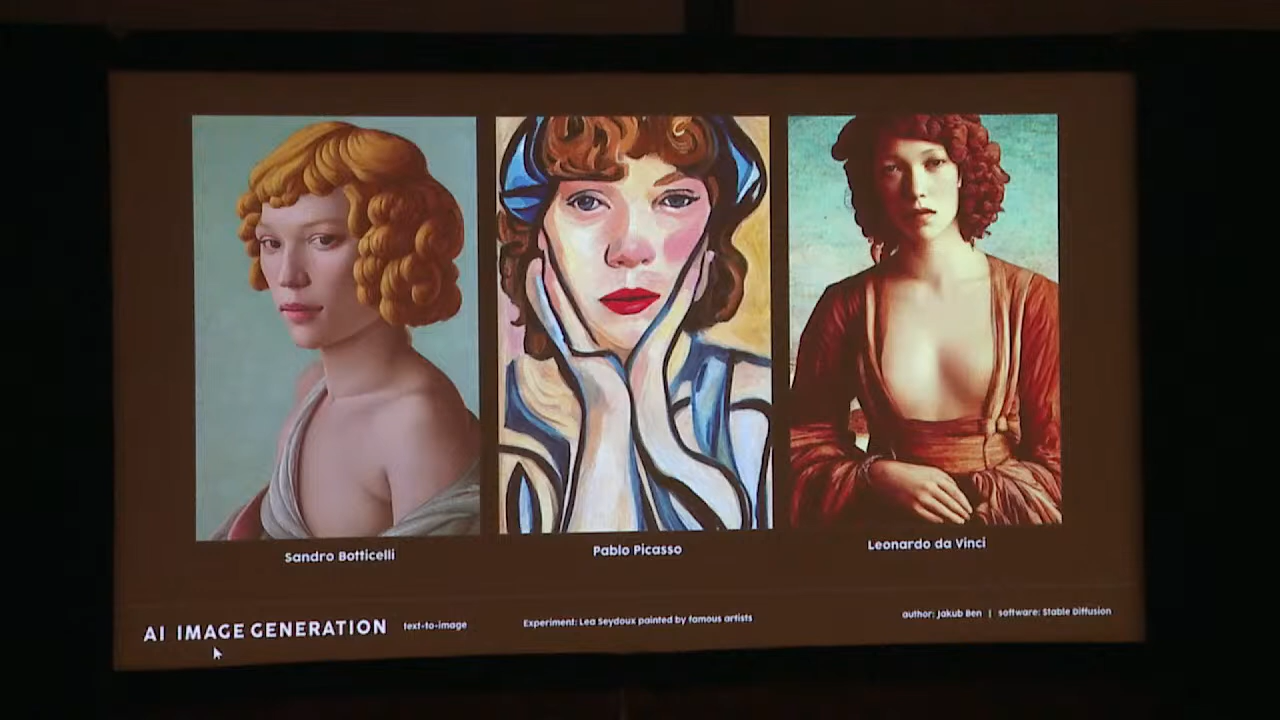 Sandro Botticelli
Pablo Picasso
Leonardo da Vinci
AI IMAGE GENERATION
text-to-image
Experiment: Lea Seydoux painted by famous artists
author: Jakub Ben | software: Stable Diffusion